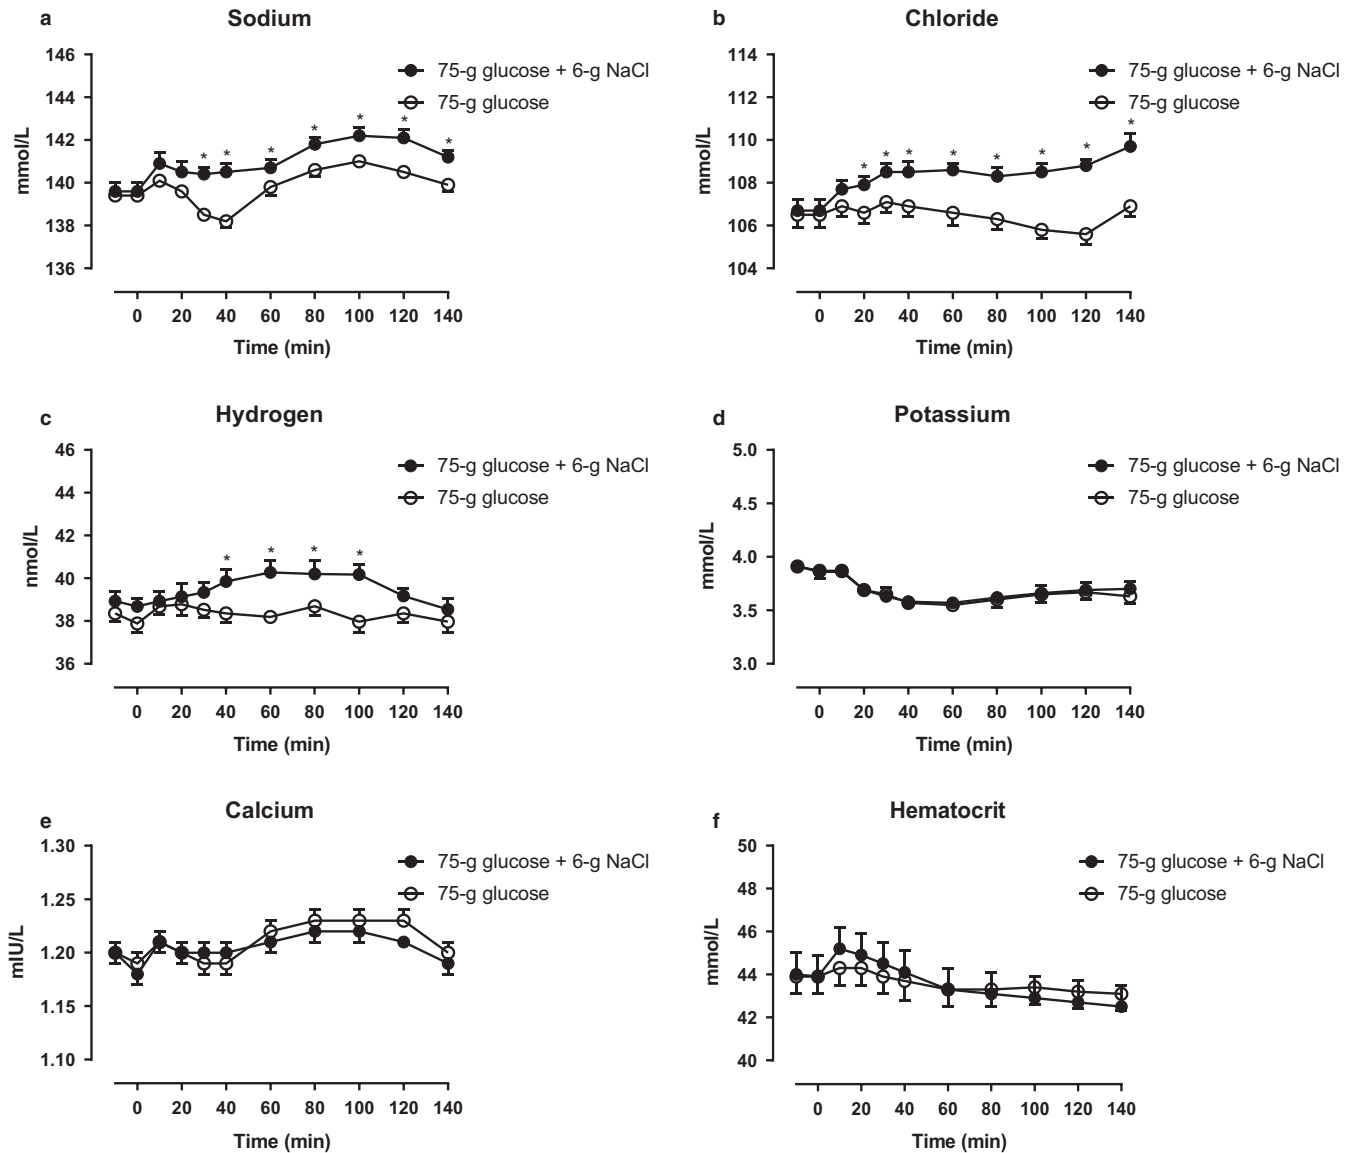 a
Sodium
146
144
142
140
138
136
mmol/L
75-g glucose + 6-g NaCl
75-g glucose
* * * * * * *
0 20 40 60 80 100 120 140
Time (min)
b
Chloride
114
112
110
108
106
104
mmol/L
75-g glucose + 6-g NaCl
75-g glucose
* * * * * * * *
0 20 40 60 80 100 120 140
Time (min)
c
Hydrogen
46
44
42
40
38
36
nmol/L
75-g glucose + 6-g NaCl
75-g glucose
* * * *
0 20 40 60 80 100 120 140
Time (min)
d
Potassium
5.0
4.5
4.0
3.5
3.0
mmol/L
75-g glucose + 6-g NaCl
75-g glucose
0 20 40 60 80 100 120 140
Time (min)
e
Calcium
1.30
1.25
1.20
1.15
1.10
mIU/L
75-g glucose + 6-g NaCl
75-g glucose
0 20 40 60 80 100 120 140
Time (min)
f
Hematocrit
50
48
46
44
42
40
mmol/L
75-g glucose + 6-g NaCl
75-g glucose
0 20 40 60 80 100 120 140
Time (min)